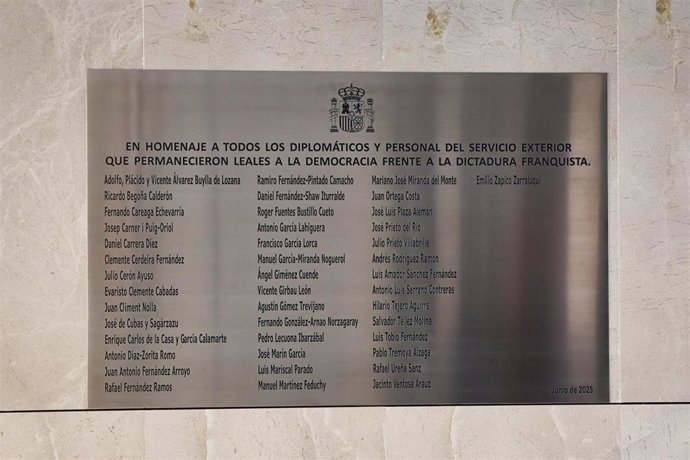 EN HOMENAJE A TODOS LOS DIPLOMÁTICOS Y PERSONAL DEL SERVICIO EXTERIOR
QUE PERMANECIERON LEALES A LA DEMOCRACIA FRENTE A LA DICTADURA FRANQUISTA.
Adolfo, Plácido y Vicente Álvarez Buylla de Lozana
Ricardo Begoña Calderón
Fernando Careaga Echevarría
Josep Carner i Puig-Oriol
Daniel Carrera Díez
Clemente Cerdeira Fernández
Julio Cerón Ayuso
Evaristo Clemente Cabadas
Juan Climent Nolla
José de Cubas y Sagárzazu
Enrique Carlos de la Casa y García Calamarte
Antonio Díaz-Zorita Romo
Juan Antonio Fernández Arroyo
Rafael Fernández Ramos
Ramiro Fernández-Pintado Camacho
Daniel Fernández-Shaw Iturralde
Roger Fuentes Bustillo Cueto
Antonio García Lahiguera
Francisco García Lorca
Manuel García-Miranda Noguerol
Ángel Giménez Cuende
Vicente Girbau León
Agustín Gómez Trevijano
Fernando González-Arnao Norzagaray
Pedro Lecuona Ibarzábal
José Marín García
Luis Mariscal Parado
Manuel Martínez Feduchy
Mariano José Miranda del Monte
Juan Ortega Costa
José Luis Plaza Alemán
José Prieto del Río
Julio Prieto Villabrille
Andrés Rodríguez Ramón
Luis Amador Sánchez Fernández
Antonio Luis Serrano Contreras
Hilario Tejero Aguirre
Salvador Téllez Molina
Luis Tobío Fernández
Pablo Tremoya Alzaga
Rafael Ureña Sanz
Jacinto Ventosa Arauz
Emilio Zapico Zarraluqui
Junio de 2025